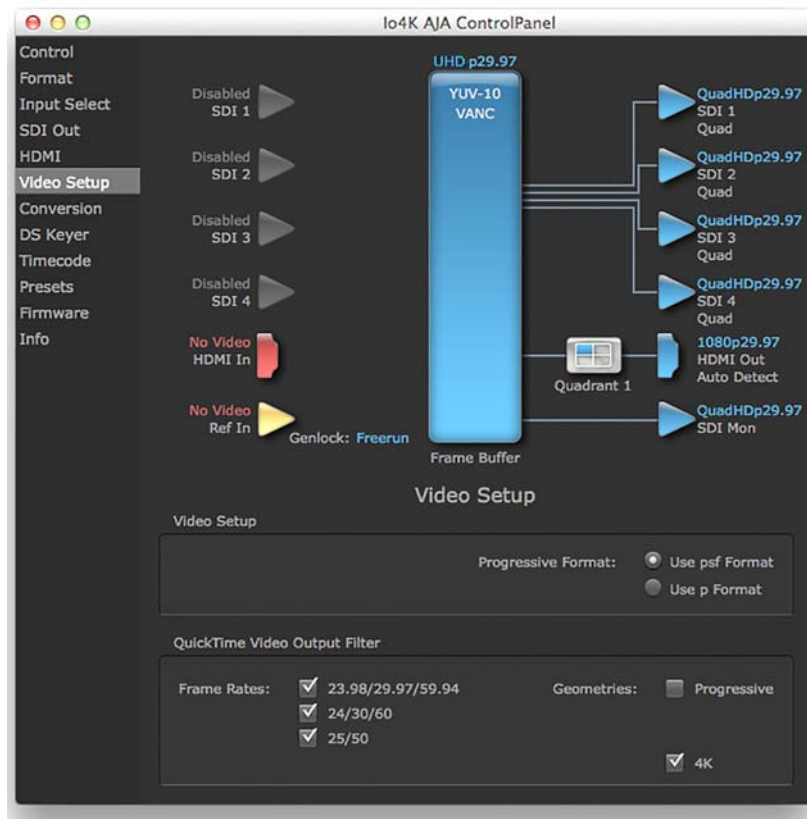 Io4K AJA ControlPanel
Control
Format
Input Select
SDI Out
HDMI
Video Setup
Conversion
DS Keyer
Timecode
Presets
Firmware
Info
UHD p29.97
YUV-10
VANC
Disabled
SDI 1
Disabled
SDI 2
Disabled
SDI 3
Disabled
SDI 4
No Video
HDMI In
No Video
Ref In
Genlock: Freerun
Frame Buffer
Quadrant 1
QuadHDp29.97
SDI 1
Quad
QuadHDp29.97
SDI 2
Quad
QuadHDp29.97
SDI 3
Quad
QuadHDp29.97
SDI 4
Quad
1080p29.97
HDMI Out
Auto Detect
QuadHDp29.97
SDI Mon
Video Setup
Video Setup
Progressive Format:
Use psf Format
Use p Format
QuickTime Video Output Filter
Frame Rates:
23.98/29.97/59.94
24/30/60
25/50
Geometries:
Progressive
4K